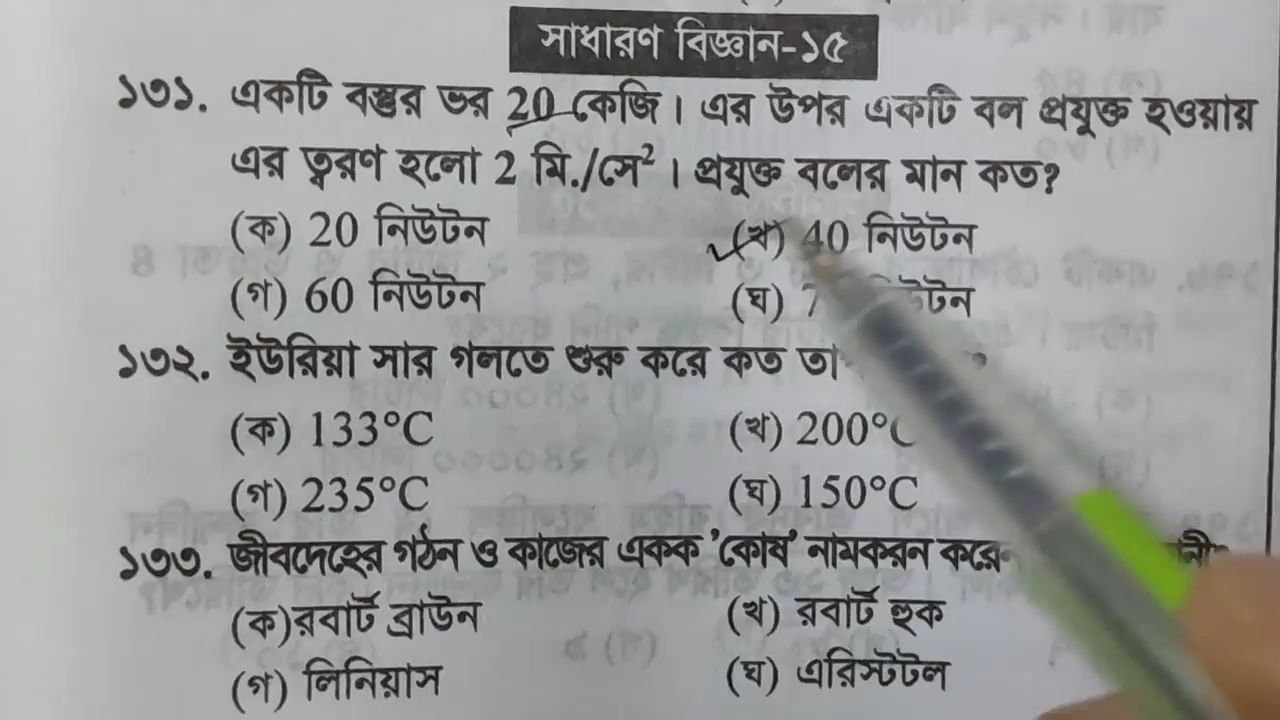 সাধারণ বিজ্ঞান-১৫
১৩১. একটি বস্তুর ভর 20 কেজি। এর উপর একটি বল প্রযুক্ত হওয়ায়
এর ত্বরণ হলো 2 মি./সে²। প্রযুক্ত বলের মান কত?
(ক) 20 নিউটন (খ) 40 নিউটন
(গ) 60 নিউটন (ঘ)
১৩২. ইউরিয়া সার গলতে শুরু করে কত
(ক) 133°C (খ) 200°C
(গ) 235°C (ঘ) 150°C
১৩৩. জীবদেহের গঠন ও কাজের একক 'কোষ' নামকরন
(ক)রবার্ট ব্রাউন (খ) রবার্ট হুক
(গ) লিনিয়াস (ঘ) এরিস্টটল